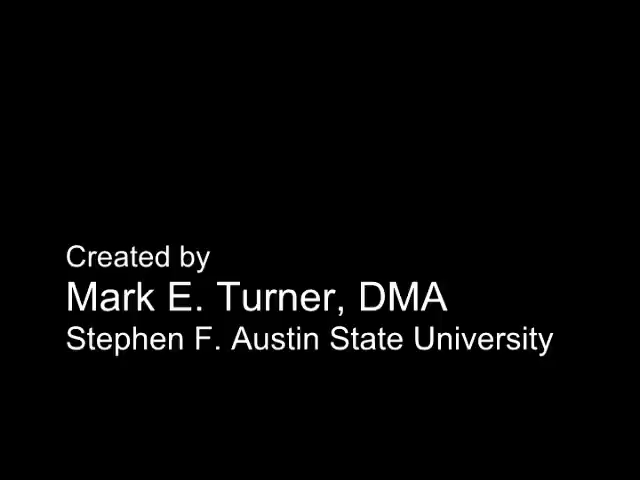 Created by
Mark E. Turner, DMA
Stephen F. Austin State University